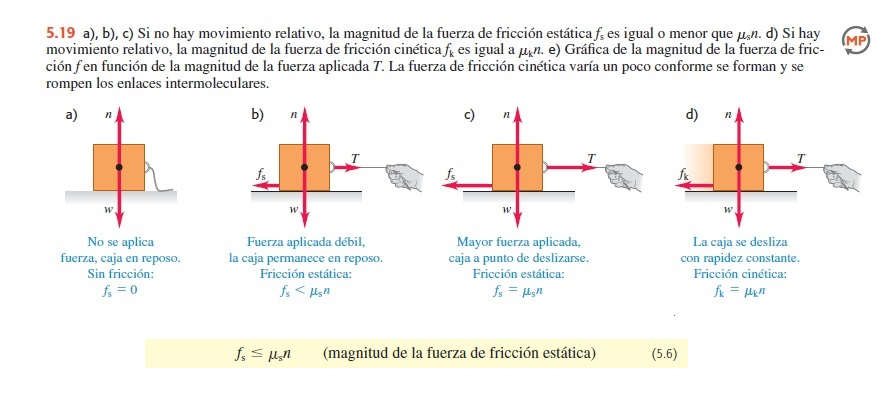 5.19 a), b), c) Si no hay movimiento relativo, la magnitud de la fuerza de fricción estática fₛ es igual o menor que μₛn. d) Si hay
movimiento relativo, la magnitud de la fuerza de fricción cinética fₖ es igual a μₖn. e) Gráfica de la magnitud de la fuerza de fric-
ción f en función de la magnitud de la fuerza aplicada T. La fuerza de fricción cinética varía un poco conforme se forman y se
rompen los enlaces intermoleculares.
MP
a)
n
w
No se aplica
fuerza, caja en reposo.
Sin fricción:
fₛ = 0
b)
n
T
fₛ
w
Fuerza aplicada débil,
la caja permanece en reposo.
Fricción estática:
fₛ < μₛn
c)
n
T
fₛ
w
Mayor fuerza aplicada,
caja a punto de deslizarse.
Fricción estática:
fₛ = μₛn
d)
n
T
fₖ
w
La caja se desliza
con rapidez constante.
Fricción cinética:
fₖ = μₖn
fₛ ≤ μₛn (magnitud de la fuerza de fricción estática) (5.6)